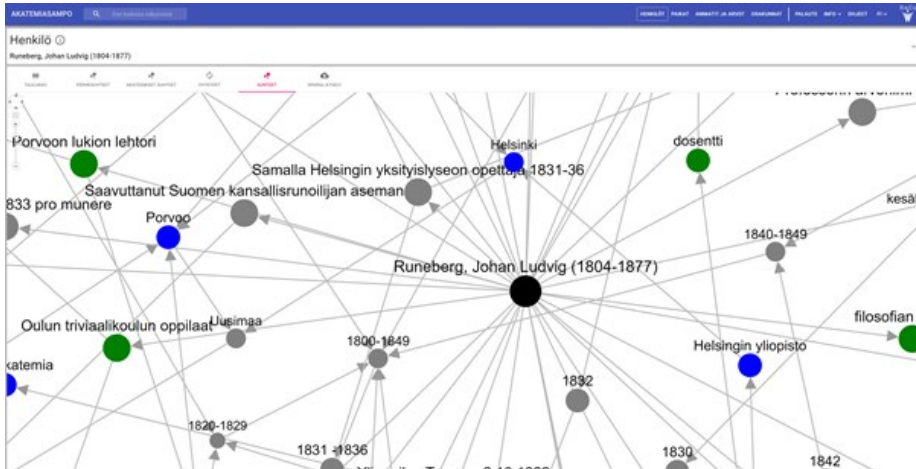 AKATEMIASAMPO
HENKILÖT PAIKAT AMMATIT JA ARVOT OSAKUNNAT PALAUTE INFO OHJEET FI
Henkilö
Runeberg, Johan Ludvig (1804-1877)
Porvoon lukion lehtori
Helsinki
dosentti
Samalla Helsingin yksityislyseon opettaja 1831-36
Saavuttanut Suomen kansallisrunoilijan aseman
833 pro munere
Porvoo
kesä
1840-1849
Runeberg, Johan Ludvig (1804-1877)
Oulun triviaalikoulun oppilaat
Uusimaa
filosofian
1800-1849
Helsingin yliopisto
katemia
1832
1820-1829
1831 -1836
1830
1842